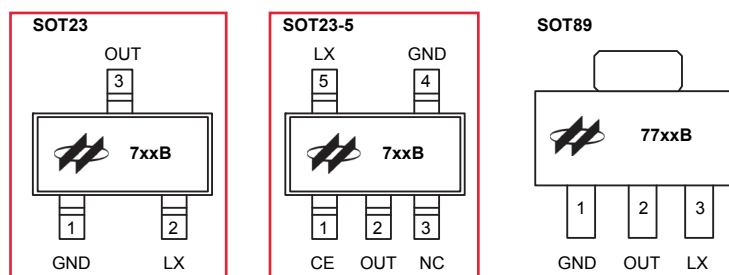 SOT23
SOT23-5
SOT89
OUT
LX
GND
3
5
4
7xxB
7xxB
77xxB
1
2
1
2
3
1
2
3
GND
LX
CE
OUT
NC
GND
OUT
LX